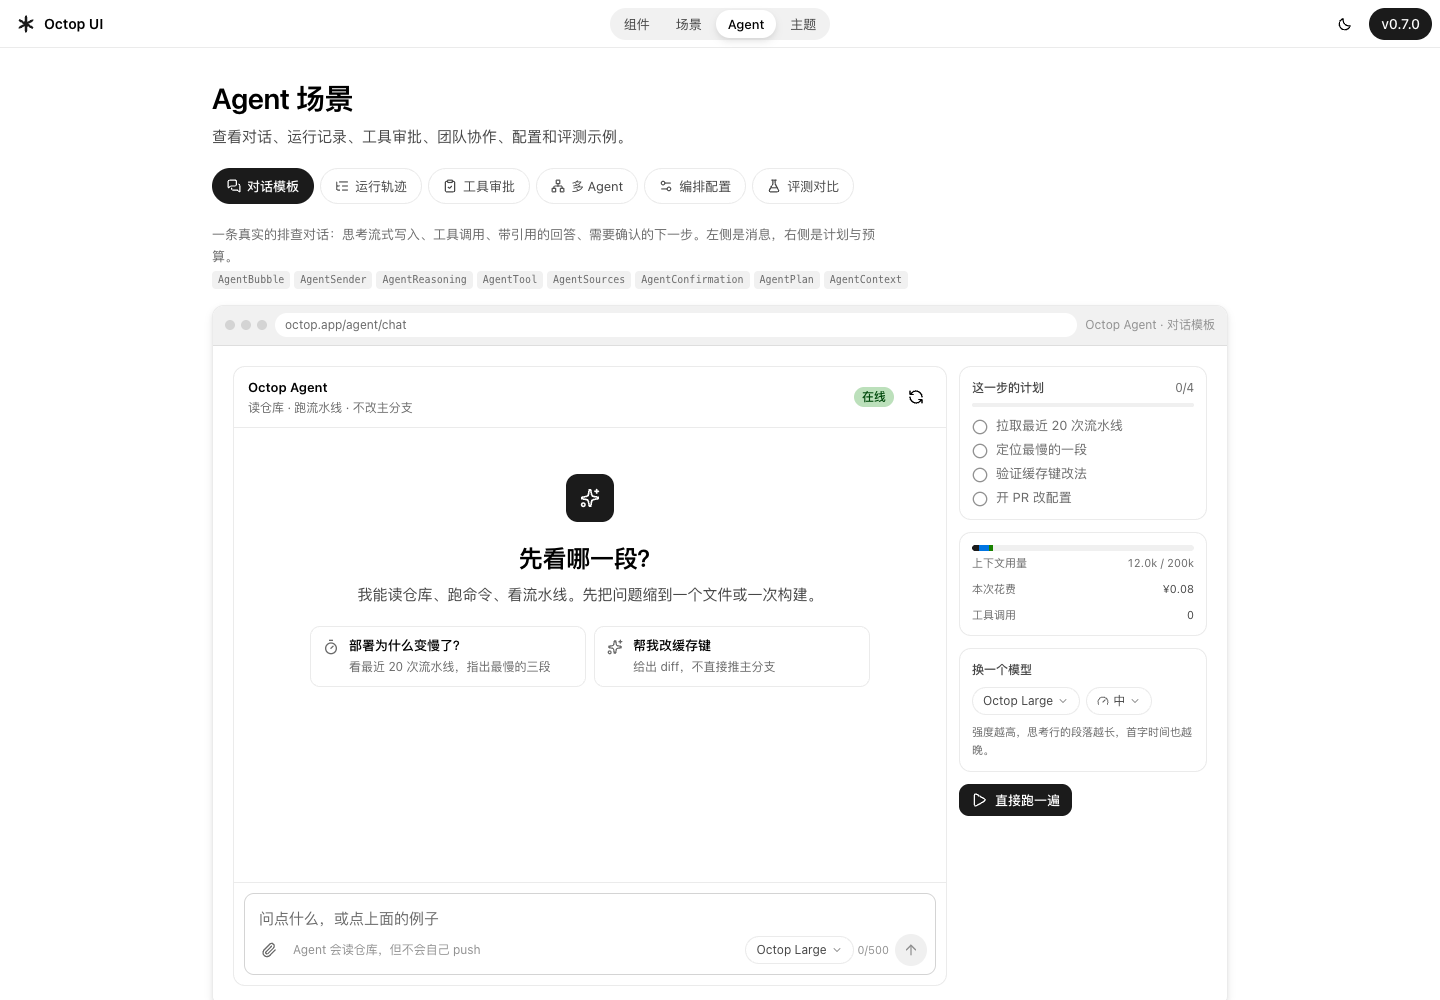 Octop UI
组件
场景
Agent
主题
v0.7.0
Agent 场景
查看对话、运行记录、工具审批、团队协作、配置和评测示例。
对话模板
运行轨迹
工具审批
多 Agent
编排配置
评测对比
一条真实的排查对话：思考流式写入、工具调用、带引用的回答、需要确认的下一步。左侧是消息，右侧是计划与预
算。
AgentBubble
AgentSender
AgentReasoning
AgentTool
AgentSources
AgentConfirmation
AgentPlan
AgentContext
octop.app/agent/chat
Octop Agent · 对话模板
Octop Agent
读仓库 · 跑流水线 · 不改主分支
在线
先看哪一段？
我能读仓库、跑命令、看流水线。先把问题缩到一个文件或一次构建。
部署为什么变慢了？
看最近 20 次流水线，指出最慢的三段
帮我改缓存键
给出 diff，不直接推主分支
问点什么，或点上面的例子
Agent 会读仓库，但不会自己 push
Octop Large
0/500
这一步的计划
0/4
拉取最近 20 次流水线
定位最慢的一段
验证缓存键改法
开 PR 改配置
上下文用量
12.0k / 200k
本次花费
¥0.08
工具调用
0
换一个模型
Octop Large
中
强度越高，思考行的段落越长，首字时间也越
晚。
直接跑一遍